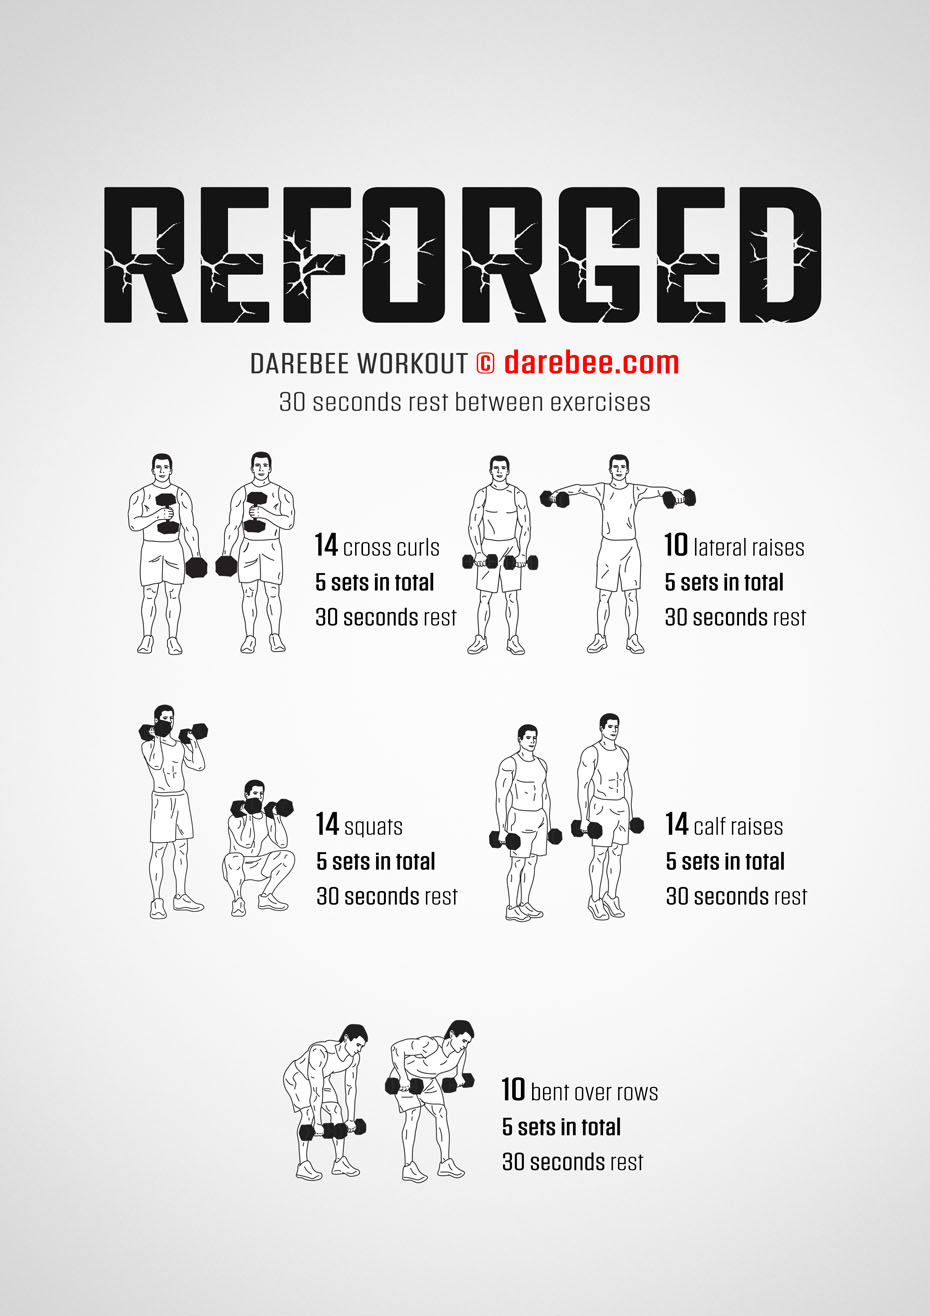 REFORGED
DAREBEE WORKOUT © darebee.com
30 seconds rest between exercises
14 cross curls
5 sets in total
30 seconds rest
10 lateral raises
5 sets in total
30 seconds rest
14 squats
5 sets in total
30 seconds rest
14 calf raises
5 sets in total
30 seconds rest
10 bent over rows
5 sets in total
30 seconds rest